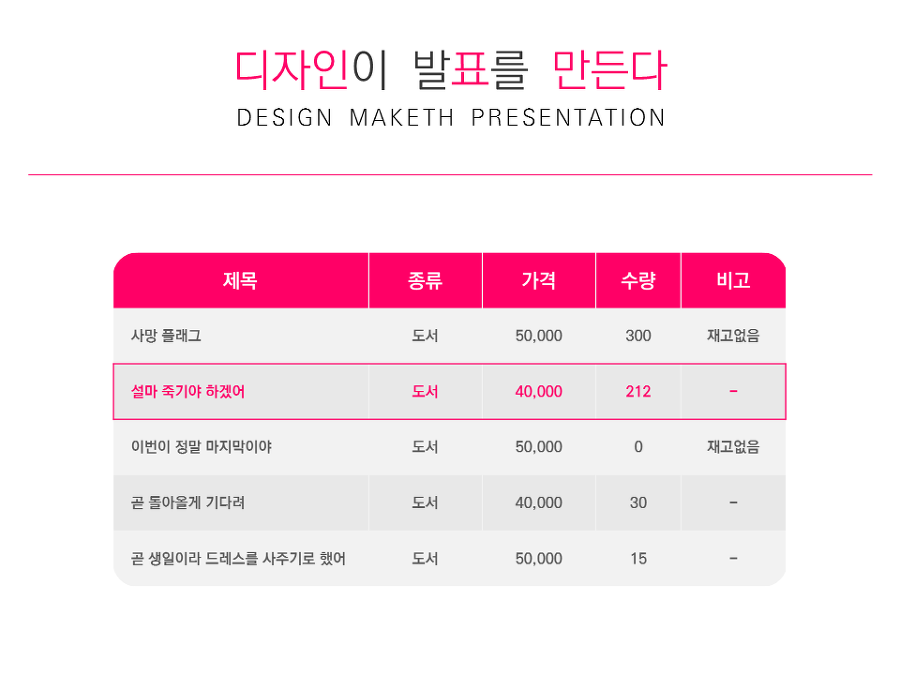 디자인이 발표를 만든다
DESIGN MAKETH PRESENTATION
제목 종류 가격 수량 비고
사망 플래그 도서 50,000 300 재고없음
설마 죽기야 하겠어 도서 40,000 212 -
이번이 정말 마지막이야 도서 50,000 0 재고없음
곧 돌아올게 기다려 도서 40,000 30 -
곧 생일이라 드레스를 사주기로 했어 도서 50,000 15 -